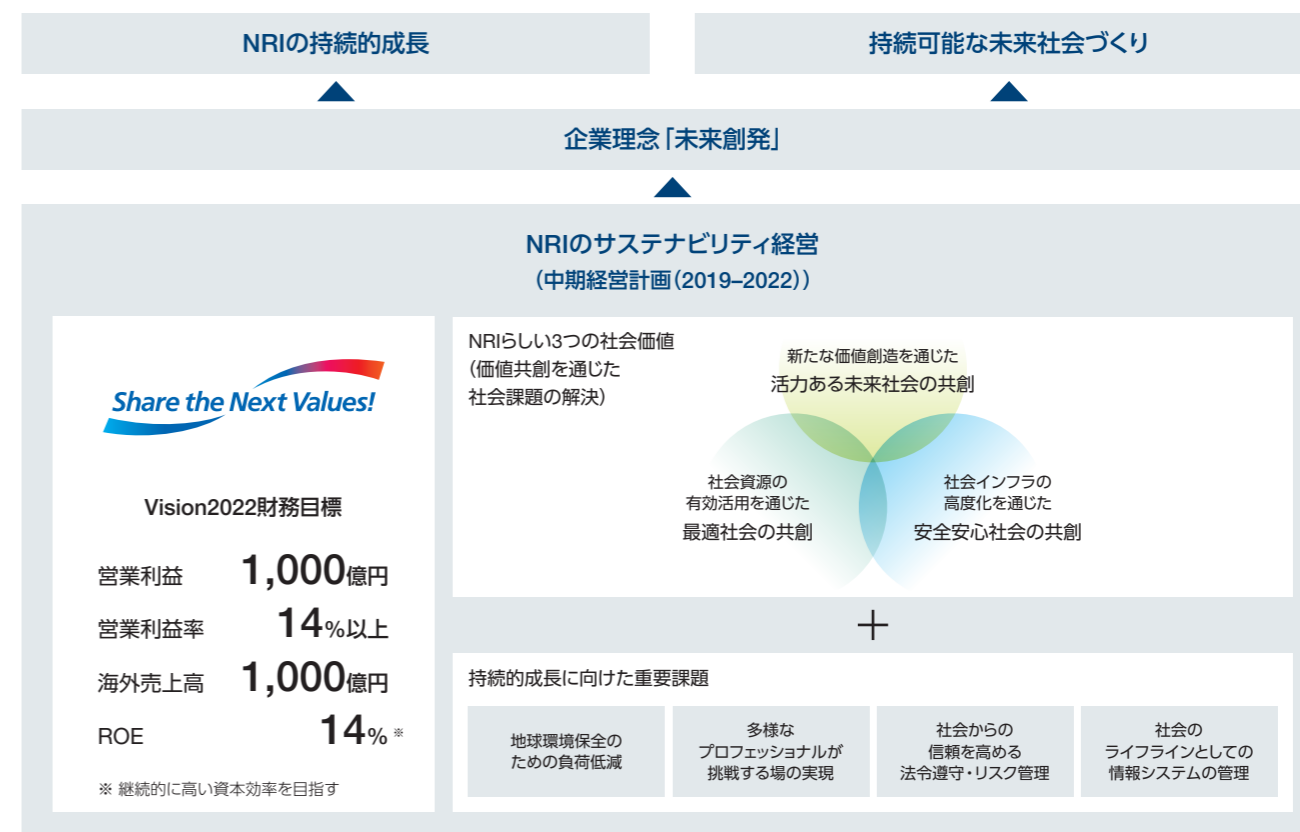 NRIの持続的成長
持続可能な未来社会づくり
企業理念「未来創発」
NRIのサステナビリティ経営
（中期経営計画（2019–2022））
Share the Next Values!
Vision2022財務目標
営業利益 1,000億円
営業利益率 14%以上
海外売上高 1,000億円
ROE 14%※
※ 継続的に高い資本効率を目指す
NRIらしい3つの社会価値
（価値共創を通じた
社会課題の解決）
新たな価値創造を通じた
活力ある未来社会の共創
社会資源の
有効活用を通じた
最適社会の共創
社会インフラの
高度化を通じた
安全安心社会の共創
＋
持続的成長に向けた重要課題
地球環境保全の
ための負荷低減
多様な
プロフェッショナルが
挑戦する場の実現
社会からの
信頼を高める
法令遵守・リスク管理
社会の
ライフラインとしての
情報システムの管理